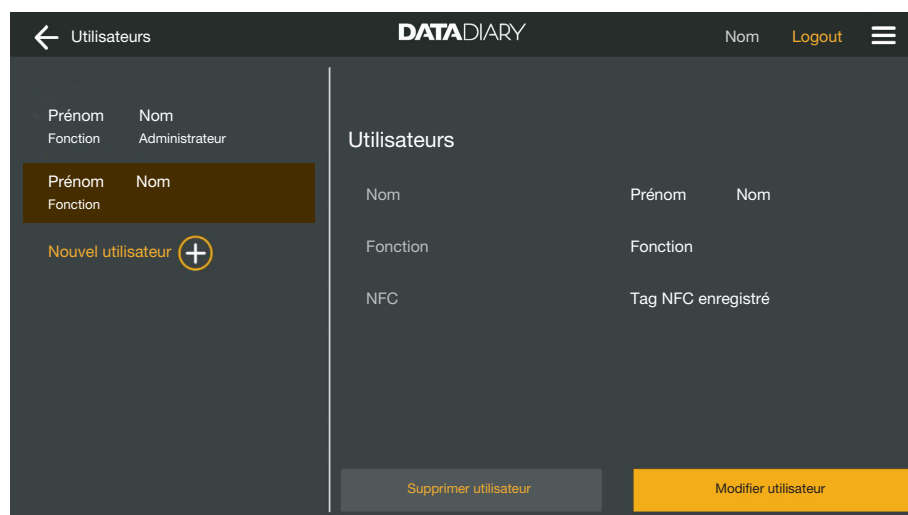 Utilisateurs DATADIARY Nom Logout
Prénom Nom
Fonction Administrateur
Prénom Nom
Fonction
Nouvel utilisateur
Utilisateurs
Nom Prénom Nom
Fonction Fonction
NFC Tag NFC enregistré
Supprimer utilisateur Modifier utilisateur